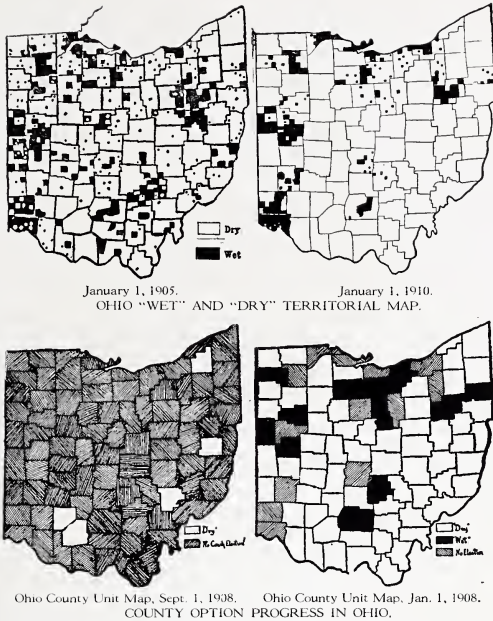 Dry
Wet
January 1, 1905.
January 1, 1910.
OHIO "WET" AND "DRY" TERRITORIAL MAP.
Dry
No County Elections
Dry
Wet
No Election
Ohio County Unit Map, Sept. 1, 1908.
Ohio County Unit Map, Jan. 1, 1908.
COUNTY OPTION PROGRESS IN OHIO.